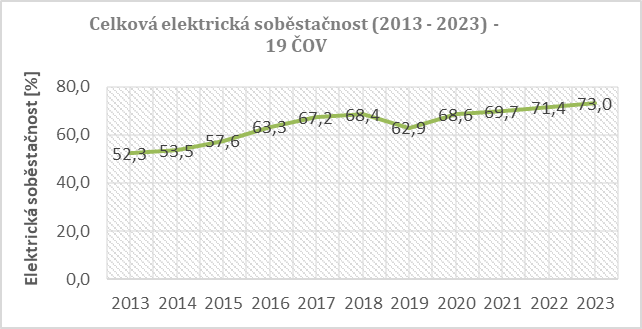 Celková elektrická soběstačnost (2013 - 2023) -
19 ČOV
Elektrická soběstačnost [%]
80,0
60,0
40,0
20,0
0,0
52,3 53,5 57,6 63,3 67,2 68,4 62,9 68,6 69,7 71,4 73,0
2013 2014 2015 2016 2017 2018 2019 2020 2021 2022 2023